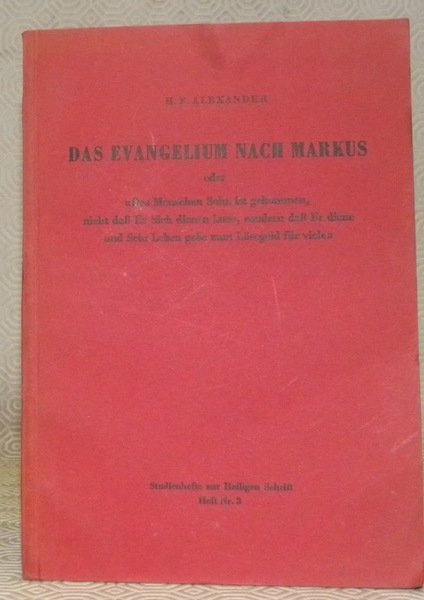 H. E. ALEXANDER
DAS EVANGELIUM NACH MARKUS
oder
«Des Menschen Sohn ist gekommen,
nicht daß Er Sich dienen lasse, sondern daß Er diene
und Sein Leben gebe zum Lösegeld für viele»
Studienhefte zur Heiligen Schrift
Heft Nr. 3